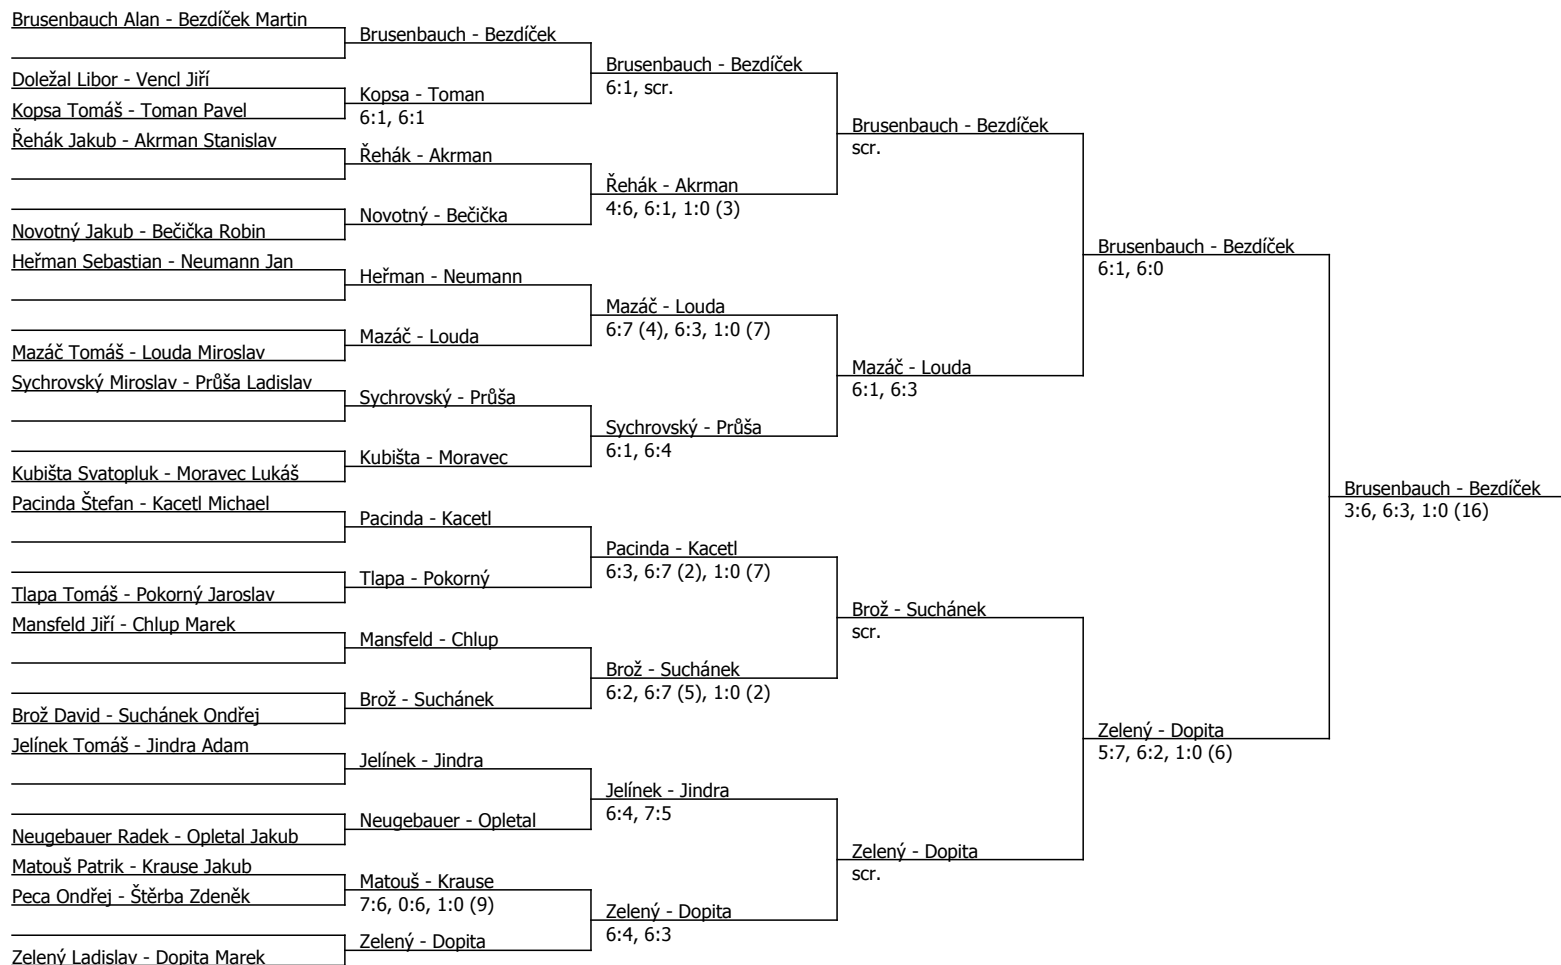 Brusenbauch Alan - Bezdíček Martin
Doležal Libor - Vencl Jiří
Kopsa Tomáš - Toman Pavel
Řehák Jakub - Akrman Stanislav
Novotný Jakub - Bečička Robin
Heřman Sebastian - Neumann Jan
Mazáč Tomáš - Louda Miroslav
Sychrovský Miroslav - Průša Ladislav
Kubišta Svatopluk - Moravec Lukáš
Pacinda Štefan - Kacetl Michael
Tlapa Tomáš - Pokorný Jaroslav
Mansfeld Jiří - Chlup Marek
Brož David - Suchánek Ondřej
Jelínek Tomáš - Jindra Adam
Neugebauer Radek - Opletal Jakub
Matouš Patrik - Krause Jakub
Peca Ondřej - Štěrba Zdeněk
Zelený Ladislav - Dopita Marek
Brusenbauch - Bezdíček
Kopsa - Toman
6:1, 6:1
Řehák - Akrman
Novotný - Bečička
Heřman - Neumann
Mazáč - Louda
Sychrovský - Průša
Kubišta - Moravec
Pacinda - Kacetl
Tlapa - Pokorný
Mansfeld - Chlup
Brož - Suchánek
Jelínek - Jindra
Neugebauer - Opletal
Matouš - Krause
7:6, 0:6, 1:0 (9)
Zelený - Dopita
Brusenbauch - Bezdíček
6:1, scr.
Řehák - Akrman
4:6, 6:1, 1:0 (3)
Mazáč - Louda
6:7 (4), 6:3, 1:0 (7)
Sychrovský - Průša
6:1, 6:4
Pacinda - Kacetl
6:3, 6:7 (2), 1:0 (7)
Brož - Suchánek
6:2, 6:7 (5), 1:0 (2)
Jelínek - Jindra
6:4, 7:5
Zelený - Dopita
6:4, 6:3
Brusenbauch - Bezdíček
scr.
Mazáč - Louda
6:1, 6:3
Brož - Suchánek
scr.
Zelený - Dopita
scr.
Brusenbauch - Bezdíček
6:1, 6:0
Zelený - Dopita
5:7, 6:2, 1:0 (6)
Brusenbauch - Bezdíček
3:6, 6:3, 1:0 (16)